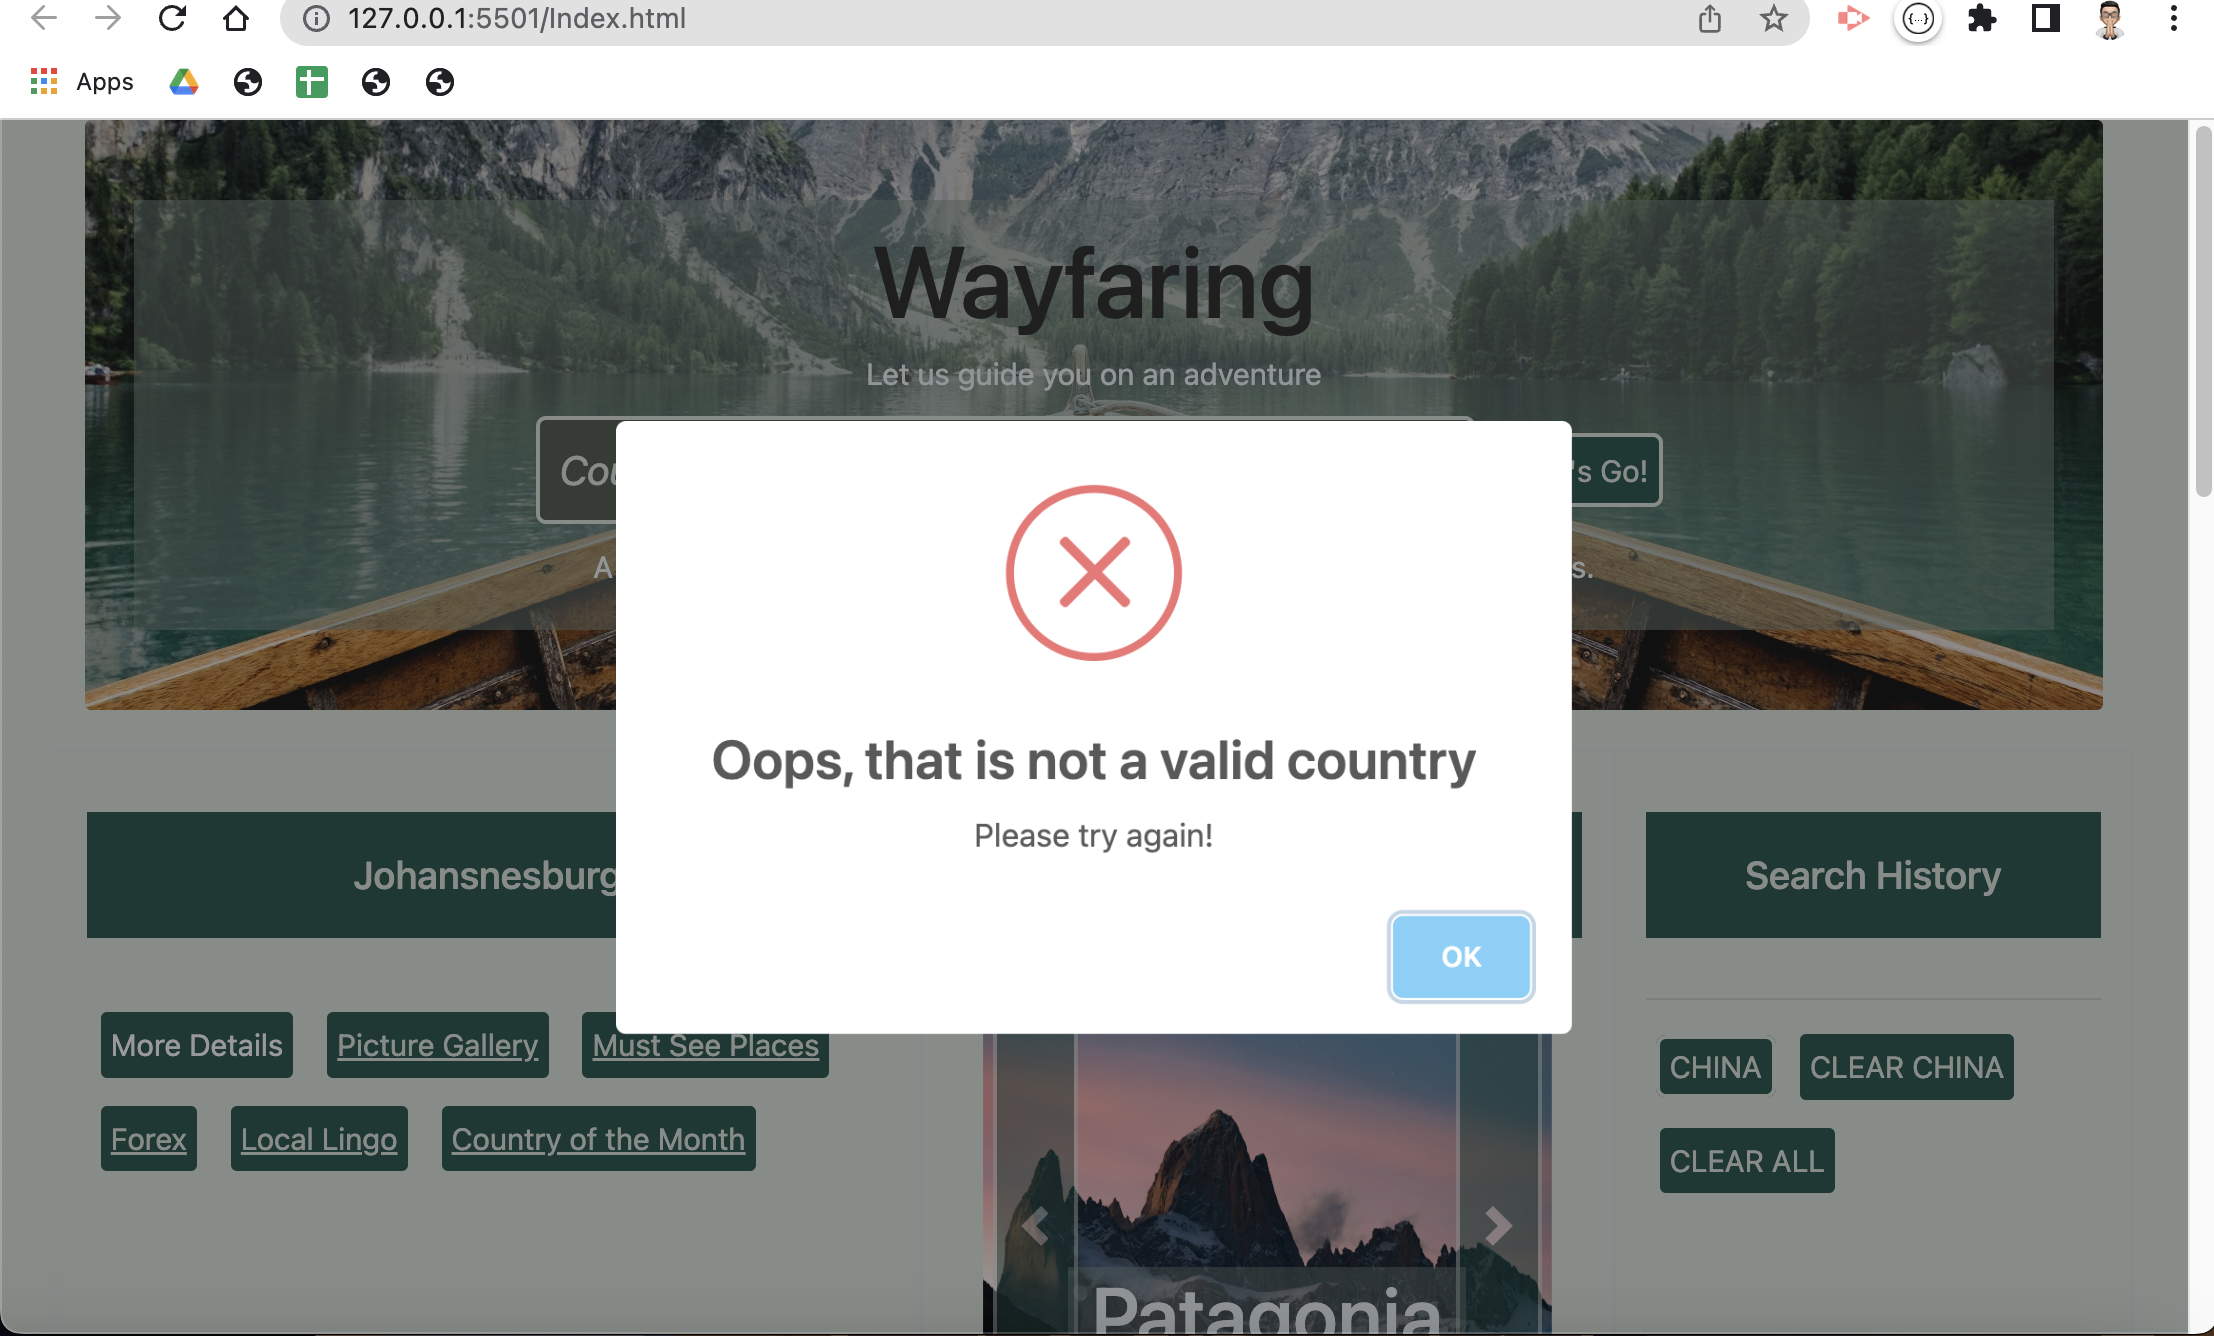 127.0.0.1:5501/Index.html
Apps
Wayfaring
Let us guide you on an adventure
's Go!
Oops, that is not a valid country
Please try again!
OK
Johansnesburg
Search History
More Details Picture Gallery Must See Places
Forex Local Lingo Country of the Month
CHINA CLEAR CHINA
CLEAR ALL
Patagonia